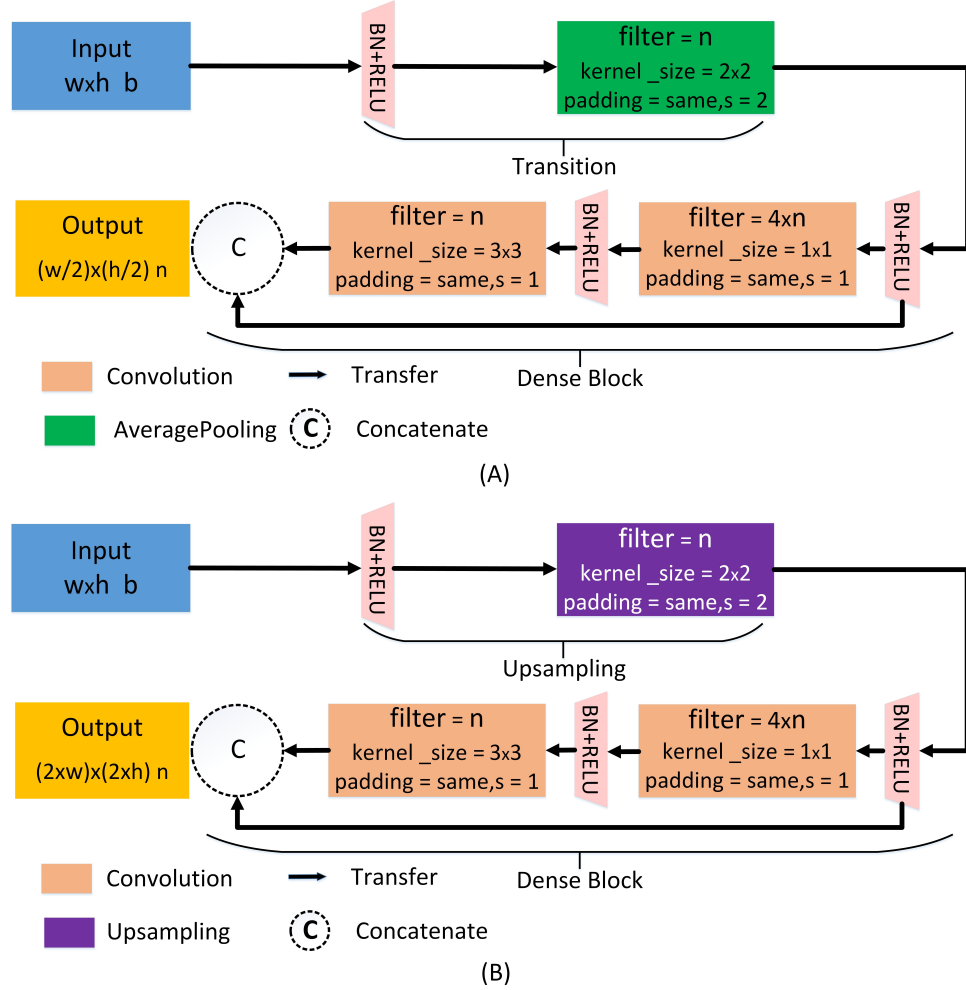 Input
wxh b
BN+RELU
filter = n
kernel _size = 2x2
padding = same,s = 2
Transition
Output
(w/2)x(h/2) n
C
filter = n
kernel _size = 3x3
padding = same,s = 1
BN+RELU
filter = 4xn
kernel _size = 1x1
padding = same,s = 1
BN+RELU
Dense Block
Convolution
Transfer
AveragePooling
C
Concatenate
(A)
Input
wxh b
BN+RELU
filter = n
kernel _size = 2x2
padding = same,s = 2
Upsampling
Output
(2xw)x(2xh) n
C
filter = n
kernel _size = 3x3
padding = same,s = 1
BN+RELU
filter = 4xn
kernel _size = 1x1
padding = same,s = 1
BN+RELU
Dense Block
Convolution
Transfer
Upsampling
C
Concatenate
(B)